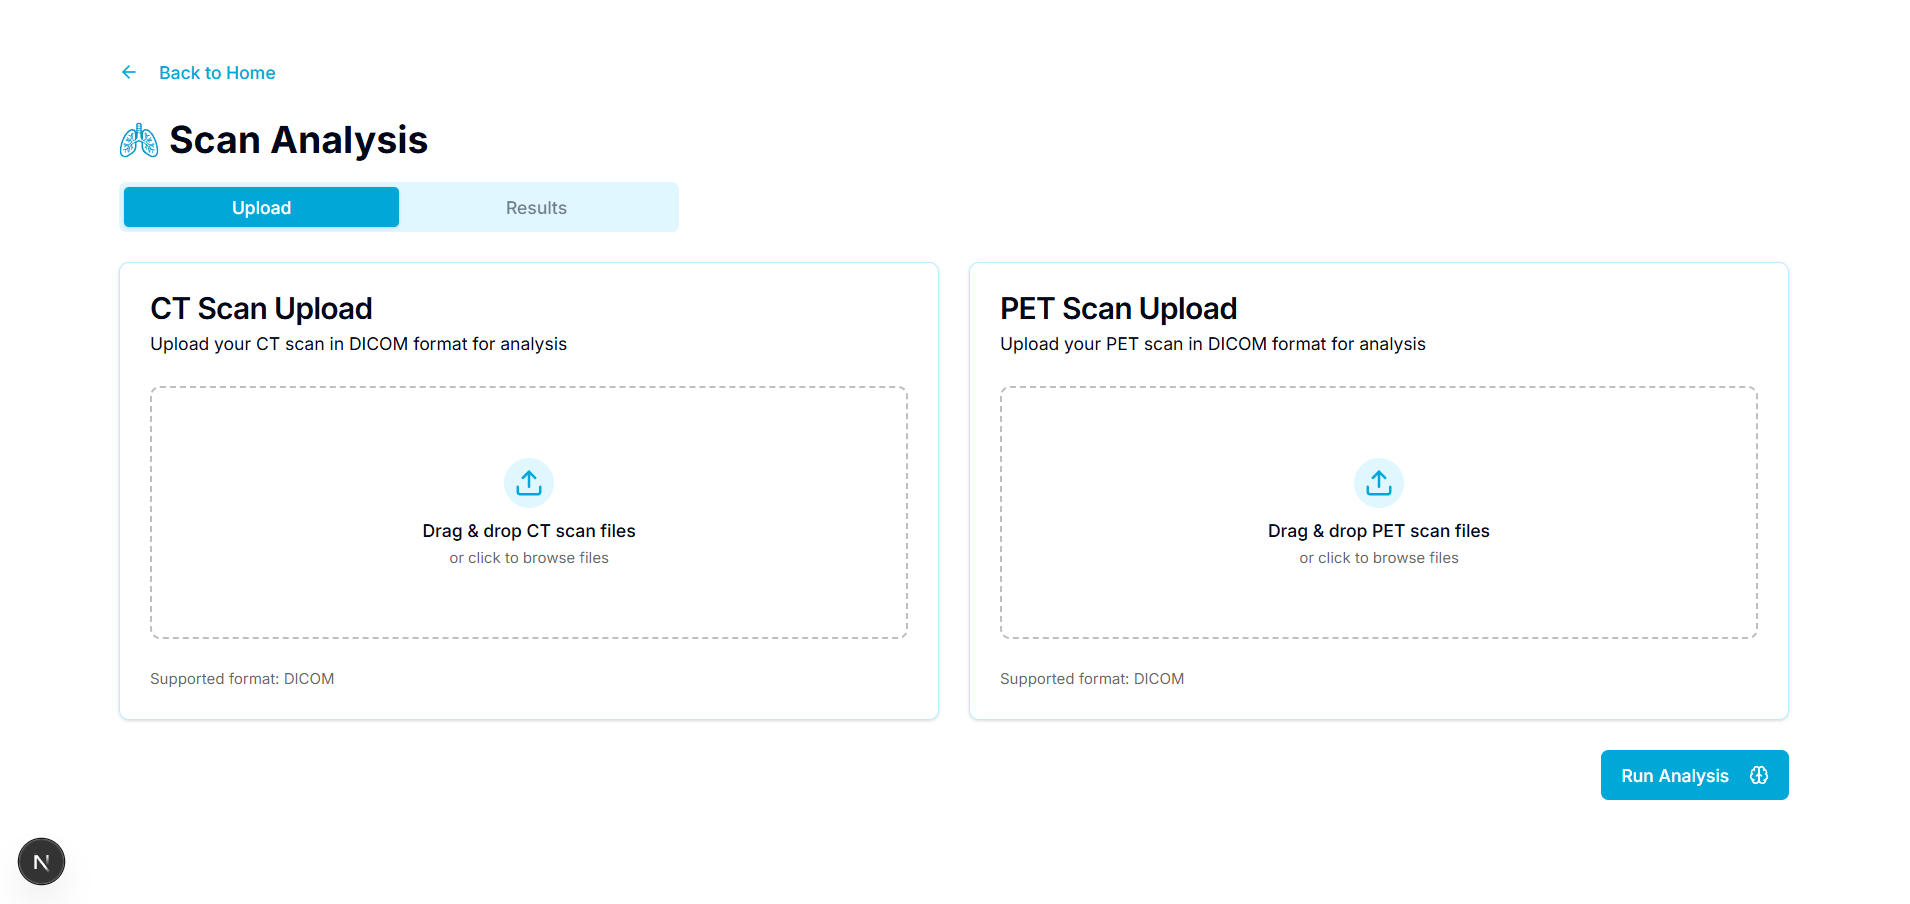 Back to Home
Scan Analysis
Upload
Results
CT Scan Upload
Upload your CT scan in DICOM format for analysis
Drag & drop CT scan files
or click to browse files
Supported format: DICOM
PET Scan Upload
Upload your PET scan in DICOM format for analysis
Drag & drop PET scan files
or click to browse files
Supported format: DICOM
Run Analysis
N